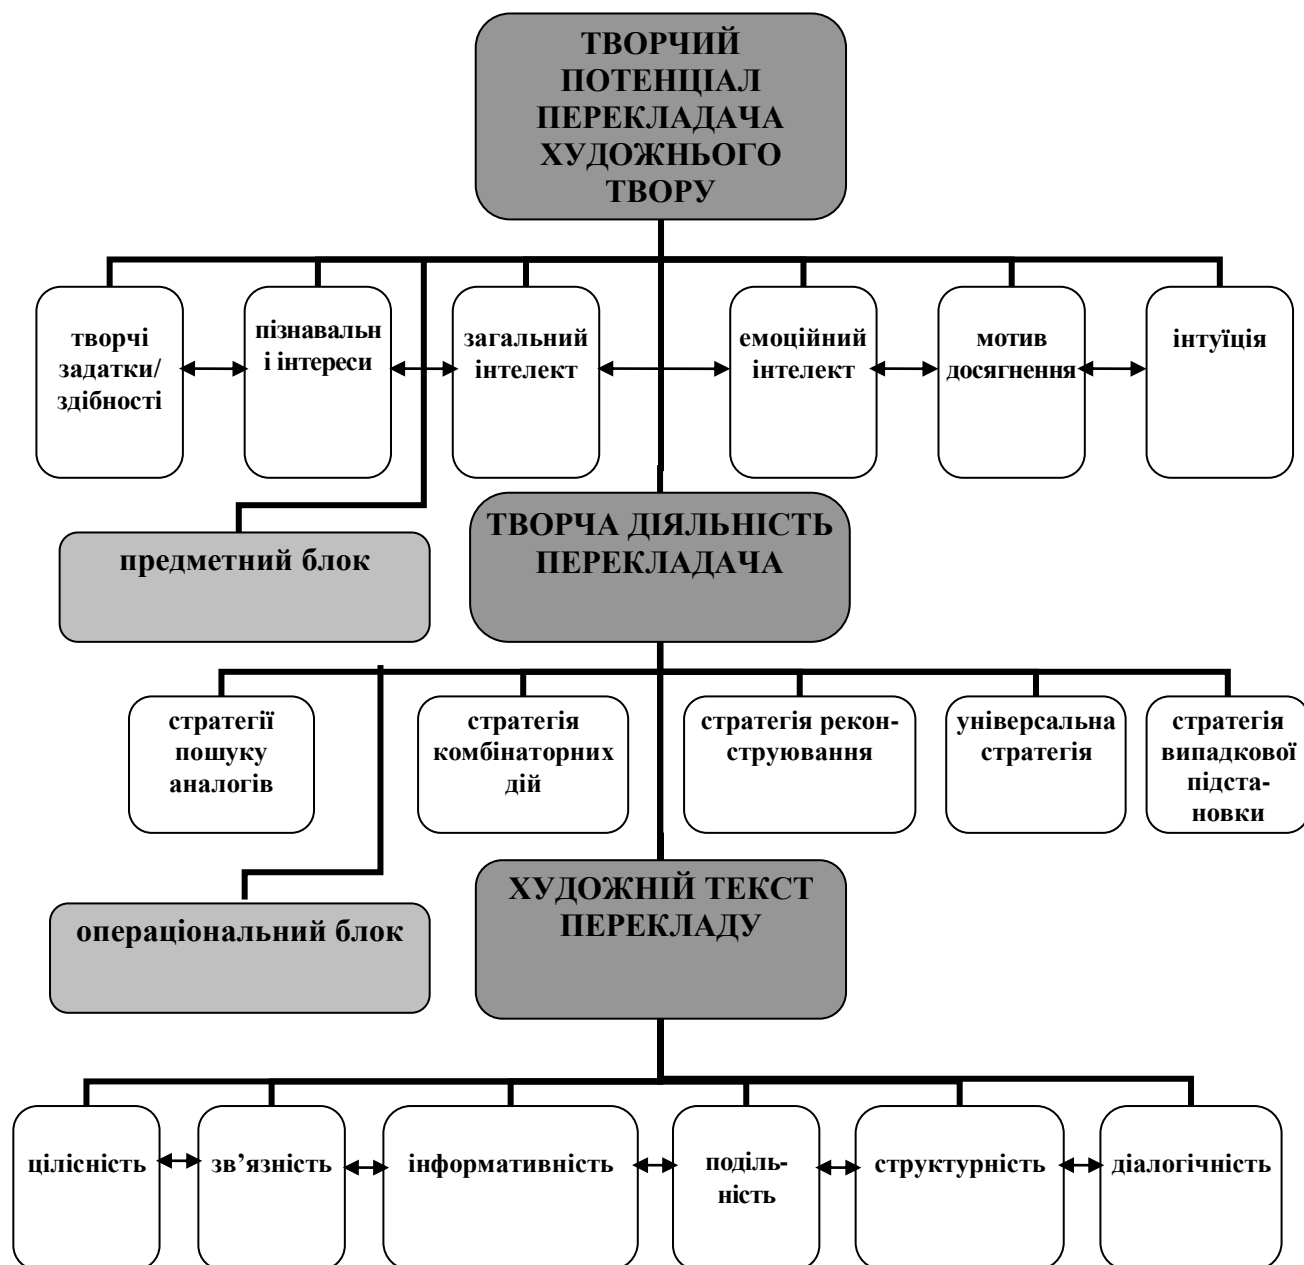 ТВОРЧИЙ
ПОТЕНЦІАЛ
ПЕРЕКЛАДАЧА
ХУДОЖНЬОГО
ТВОРУ
творчі
задатки/
здібності
пізнавальн
і інтереси
загальний
інтелект
емоційний
інтелект
мотив
досягнення
інтуїція
предметний блок
ТВОРЧА ДІЯЛЬНІСТЬ
ПЕРЕКЛАДАЧА
стратегії
пошуку
аналогів
стратегія
комбінаторних
дій
стратегія рекон-
струювання
універсальна
стратегія
стратегія
випадкової
підста-
новки
операціональний блок
ХУДОЖНІЙ ТЕКСТ
ПЕРЕКЛАДУ
цілісність
зв’язність
інформативність
поділь-
ність
структурність
діалогічність